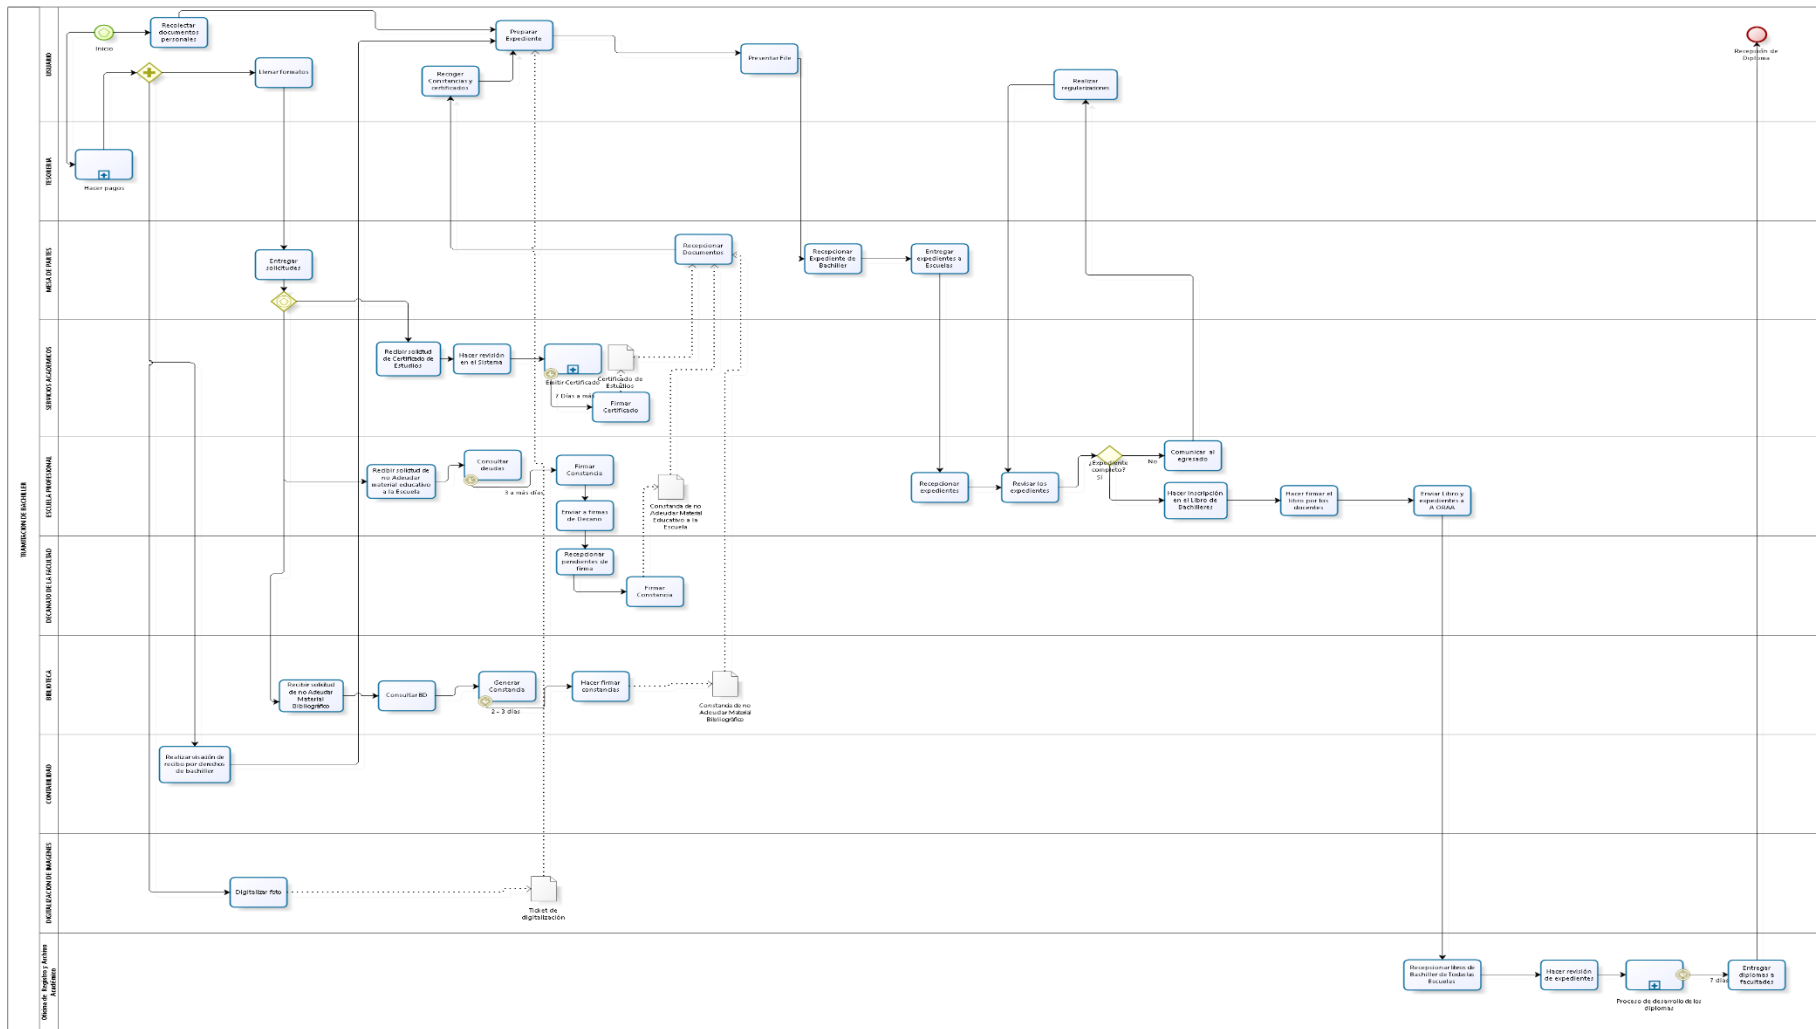 TRAMITACION DE BACHILLER
USUARIO
Inicio
Recolectar
documentos
personales
Llenar formatos
Preparar
Expediente
Recoger
Constancias y
certificados
Presentar File
Realizar
regularizaciones
Recepción de
Diploma
TESORERIA
Hacer pagos
MESA DE PARTES
Entregar
solicitudes
Recepcionar
Documentos
Recepcionar
Expediente de
Bachiller
Entregar
expedientes a
Escuelas
SERVICIOS ACADEMICOS
Recibir solicitud
de Certificado de
Estudios
Hacer revisión
en el Sistema
Emitir Certificado
7 Días a más
Certificado de
Estudios
Firmar
Certificado
ESCUELA PROFESIONAL
Recibir solicitud de
no Adeudar
material educativo
a la Escuela
Consultar
deudas
3 a más días
Firmar
Constancia
Enviar a firmas
de Decano
Constancia de no
Adeudar Material
Educativo a la
Escuela
Recepcionar
expedientes
Revisar los
expedientes
¿Expediente
completo?
No
Si
Comunicar al
egresado
Hacer Inscripción
en el Libro de
Bachilleres
Hacer firmar el
libro por los
docentes
Enviar Libro y
expedientes a
A ORAA
DECANATO DE LA FACULTAD
Recepcionar
pendientes de
firma
Firmar
Constancia
BIBLIOTECA
Recibir solicitud
de no Adeudar
Material
Bibliográfico
Consultar BD
Generar
Constancia
2 - 3 días
Hacer firmar
constancias
Constancia de no
Adeudar Material
Bibliográfico
CONTABILIDAD
Realizar visación de
recibo por derechos
de bachiller
DIGITALIZACION DE IMAGENES
Digitalizar foto
Ticket de
digitalización
Oficina de Registro y Archivo
Académico
Recepcionar libros de
Bachiller de Todas las
Escuelas
Hacer revisión
de expedientes
Proceso de desarrollo de los
diplomas
7 días
Entregar
diplomas a
facultades